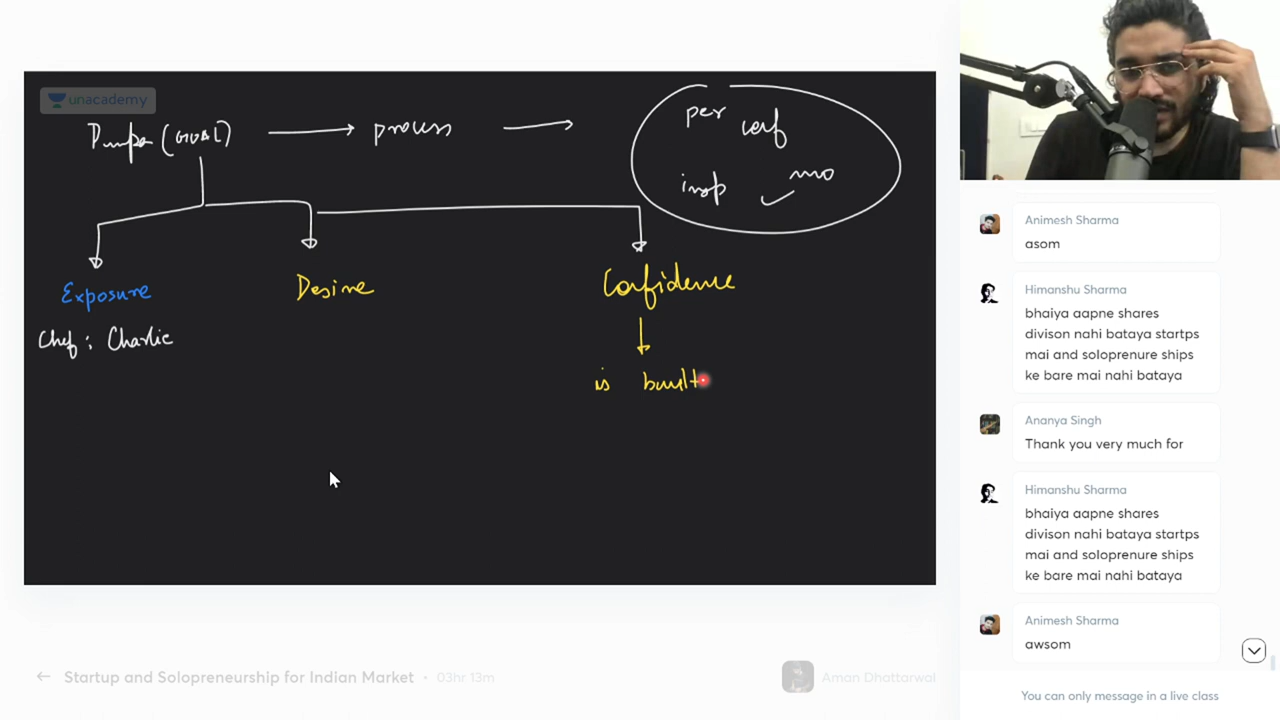 unacademy
(GOAL) process
per conf
insp mo
Exposure Desire Confidence
Chef: Charlie
is built
Animesh Sharma
asom
Himanshu Sharma
bhaiya aapne shares
divison nahi bataya startps
mai and soloprenure ships
ke bare mai nahi bataya
Ananya Singh
Thank you very much for
Himanshu Sharma
bhaiya aapne shares
divison nahi bataya startps
mai and soloprenure ships
ke bare mai nahi bataya
Animesh Sharma
awsom
You can only message in a live class
Startup and Solopreneurship for Indian Market • 03hr 13m
Aman Dhattarwal